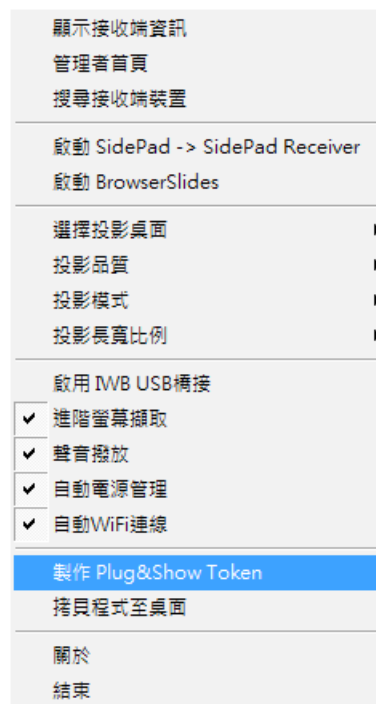 顯示接收端資訊
管理者首頁
搜尋接收端裝置
啟動 SidePad -> SidePad Receiver
啟動 BrowserSlides
選擇投影桌面
投影品質
投影模式
投影長寬比例
啟用 IWB USB橋接
進階螢幕擷取
聲音撥放
自動電源管理
自動WiFi連線
製作 Plug&Show Token
拷貝程式至桌面
關於
結束